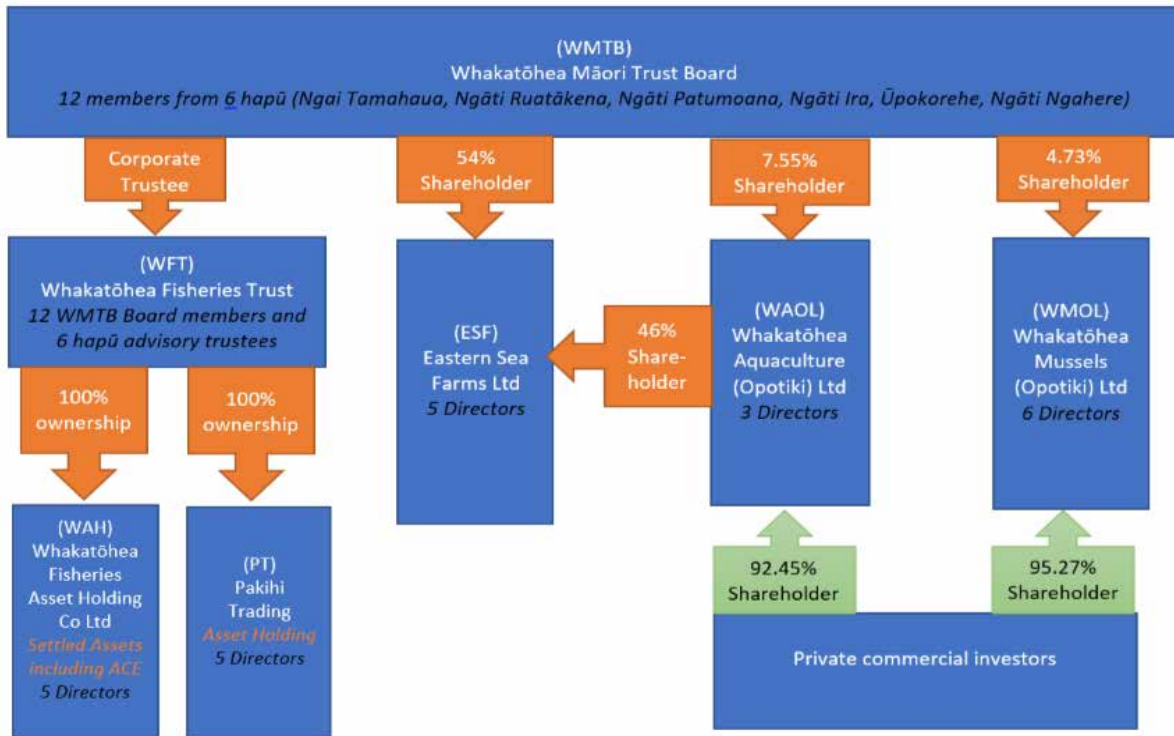 (WMTB)
Whakatōhea Māori Trust Board
12 members from 6 hapū (Ngai Tamahaua, Ngāti Ruatākena, Ngāti Patumoana, Ngāti Ira, Ūpokorehe, Ngāti Ngahere)
Corporate
Trustee
54%
Shareholder
7.55%
Shareholder
4.73%
Shareholder
(WFT)
Whakatōhea Fisheries Trust
12 WMTB Board members and
6 hapū advisory trustees
(ESF)
Eastern Sea
Farms Ltd
5 Directors
46%
Share-
holder
(WAOL)
Whakatōhea
Aquaculture
(Opotiki) Ltd
3 Directors
(WMOL)
Whakatōhea
Mussels
(Opotiki) Ltd
6 Directors
100%
ownership
100%
ownership
(WAH)
Whakatōhea
Fisheries
Asset Holding
Co Ltd
Settled Assets
including ACE
5 Directors
(PT)
Pakihi
Trading
Asset Holding
5 Directors
92.45%
Shareholder
95.27%
Shareholder
Private commercial investors